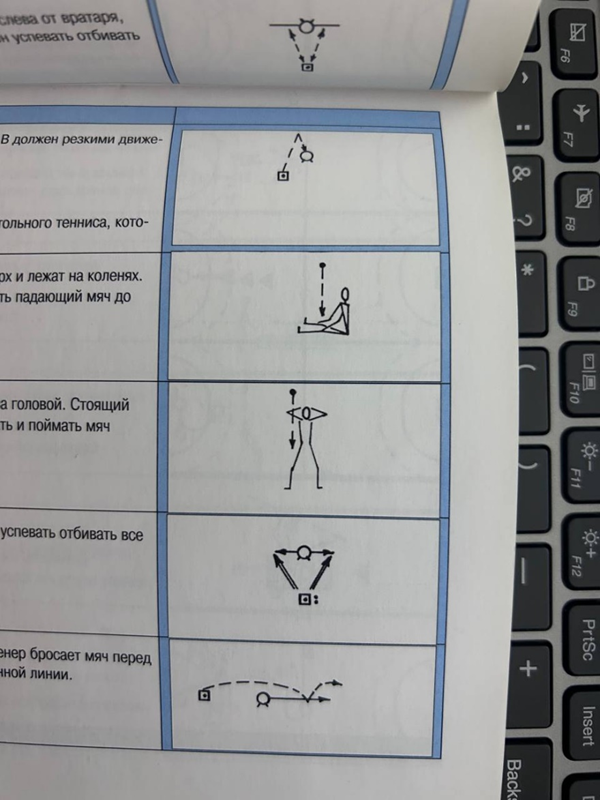 слева от вратаря,
н успевать отбивать
В должен резкими движе-
тольного тенниса, кото-
ох и лежат на коленях.
ть падающий мяч до
а головой. Стоящий
ть и поймать мяч
успевать отбивать все
енер бросает мяч перед
нной линии.
F6
F7
F8
F9
F10
F11
F12
PrtSc
Insert
Backs
:
&
?
*
(
)
–
+